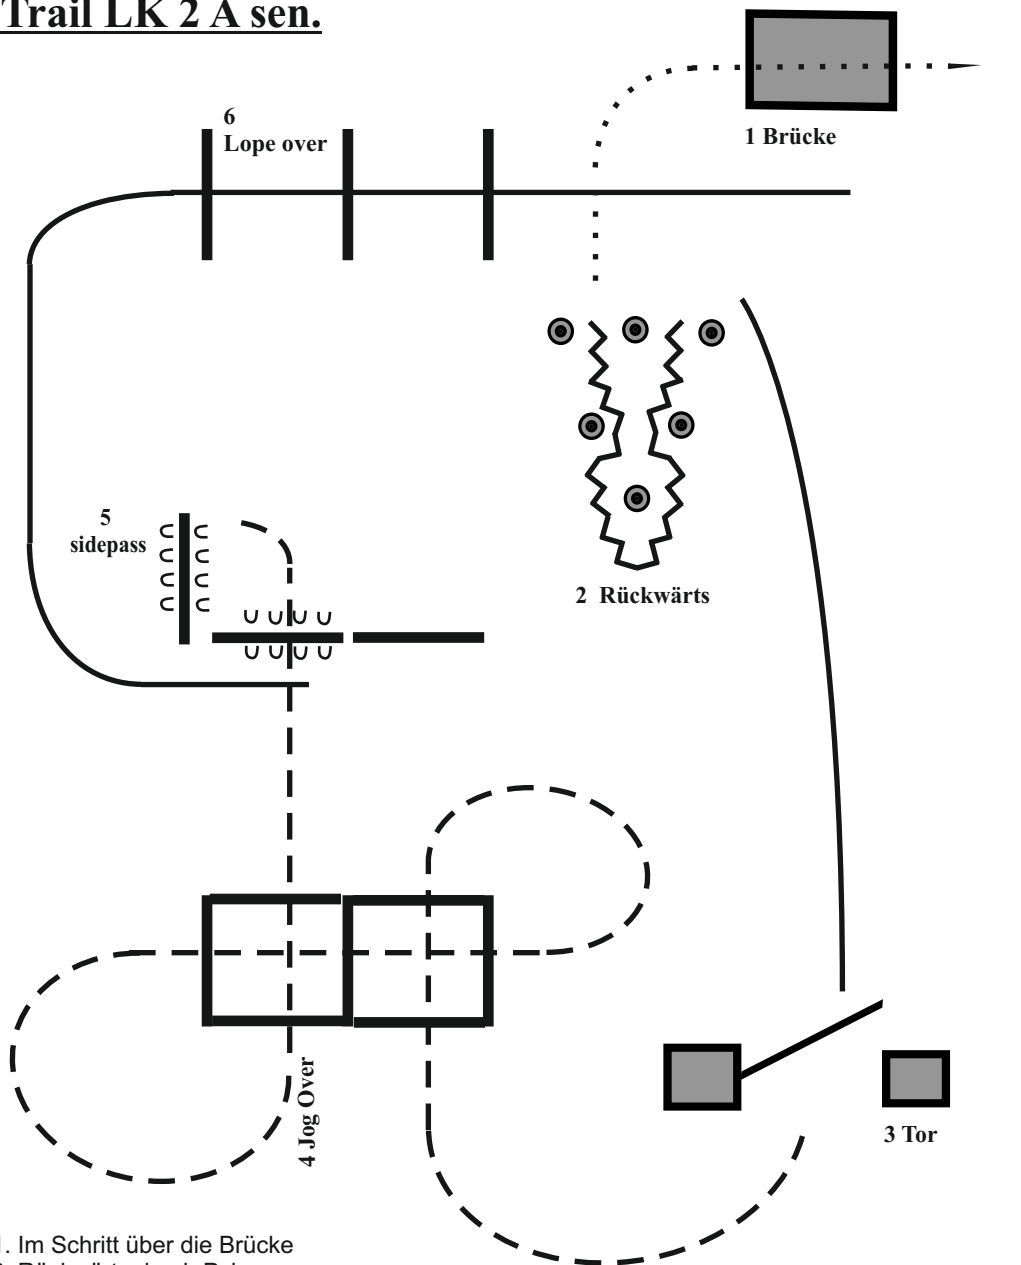 Trail LK 2 A sen.
6
Lope over
1 Brücke
5
sidepass
2 Rückwärts
4 Jog Over
3 Tor
1. Im Schritt über die Brücke